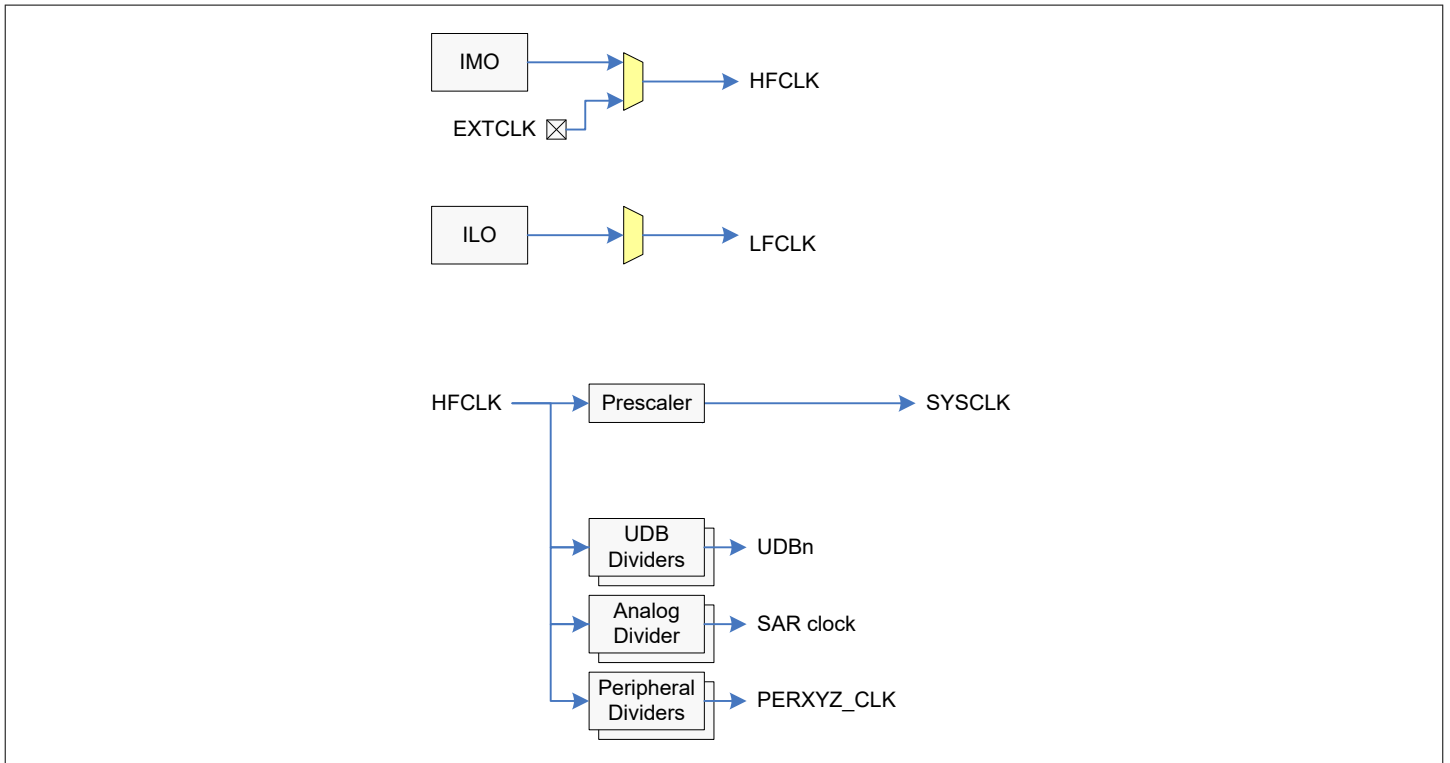 IMO
HFCLK
EXTCLK
ILO
LFCLK
HFCLK
Prescaler
SYSCLK
UDB
Dividers
UDBn
Analog
Divider
SAR clock
Peripheral
Dividers
PERXYZ_CLK